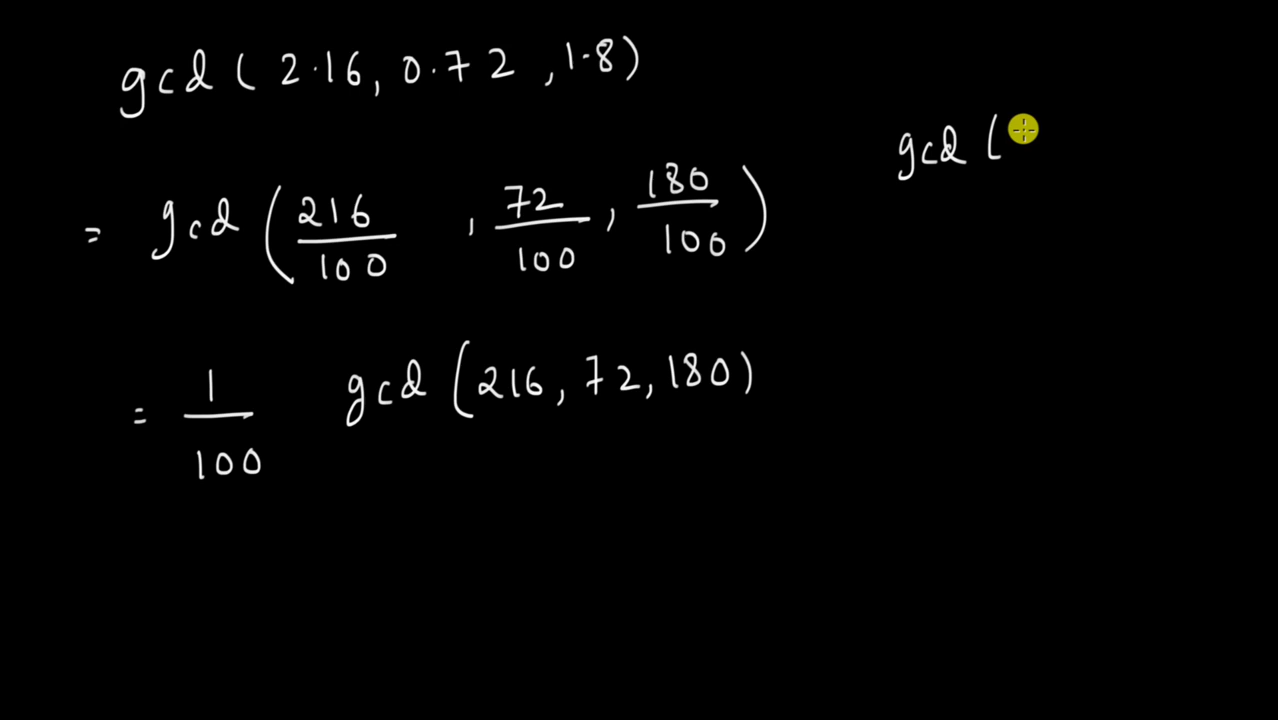 gcd ( 2.16, 0.72 , 1.8)
gcd (
= gcd ( 216/100 , 72/100 , 180/100 )
= 1/100 gcd (216, 72, 180)